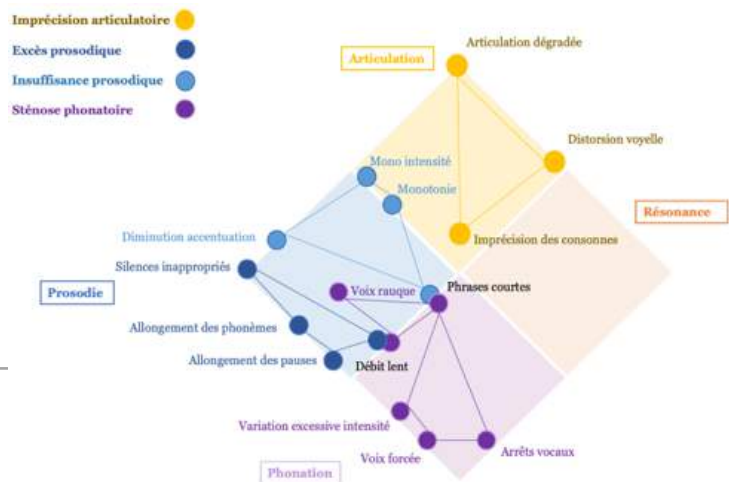 Imprécision articulatoire
Excès prosodique
Insuffisance prosodique
Sténose phonatoire
Articulation dégradée
Articulation
Distorsion voyelle
Mono intensité
Monotonie
Résonance
Diminution accentuation
Imprécision des consonnes
Silences inappropriés
Prosodie
Voix rauque
Phrases courtes
Allongement des phonèmes
Allongement des pauses
Débit lent
Variation excessive intensité
Voix forcée
Arrêts vocaux
Phonation